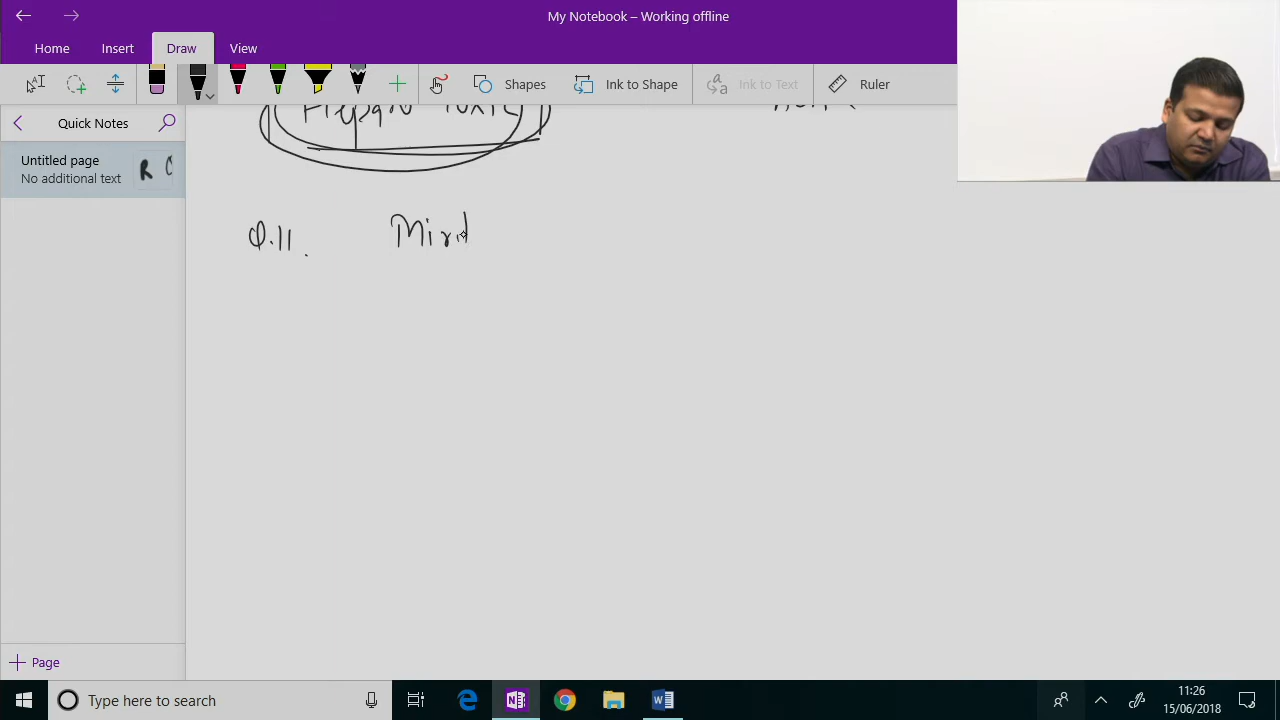 My Notebook – Working offline
Home Insert Draw View
Shapes Ink to Shape Ink to Text Ruler
Quick Notes
Untitled page
No additional text
Q.11. Mird
+ Page
Type here to search
11:26
15/06/2018